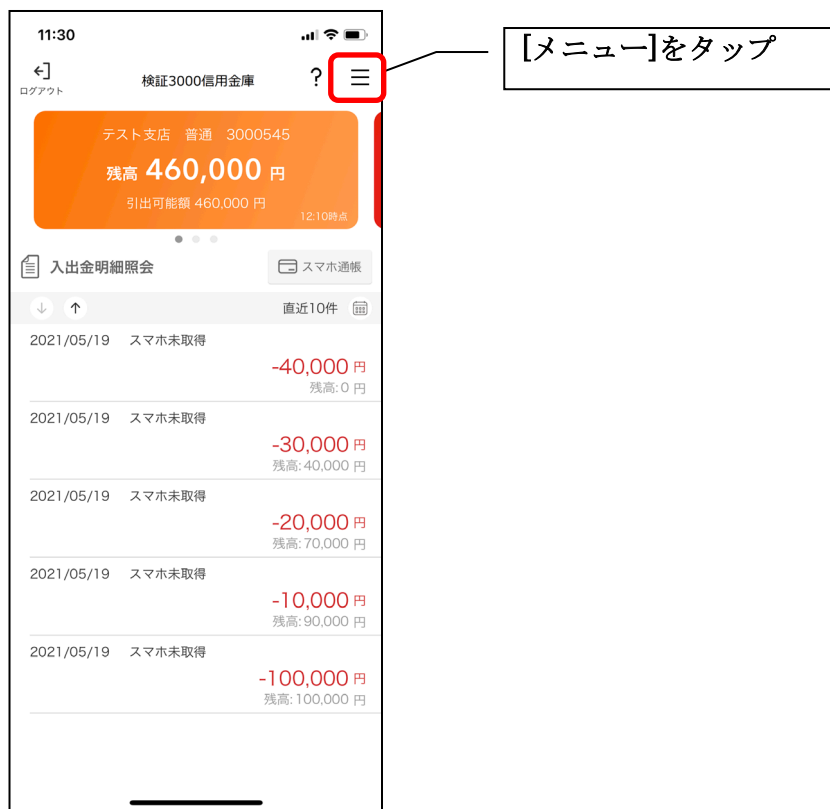 11:30
ログアウト
検証3000信用金庫
?
[メニュー]をタップ
テスト支店 普通 3000545
残高 460,000 円
引出可能額 460,000 円
12:10時点
入出金明細照会
スマホ通帳
直近10件
2021/05/19 スマホ未取得
-40,000 円
残高:0 円
2021/05/19 スマホ未取得
-30,000 円
残高:40,000 円
2021/05/19 スマホ未取得
-20,000 円
残高:70,000 円
2021/05/19 スマホ未取得
-10,000 円
残高:90,000 円
2021/05/19 スマホ未取得
-100,000 円
残高:100,000 円